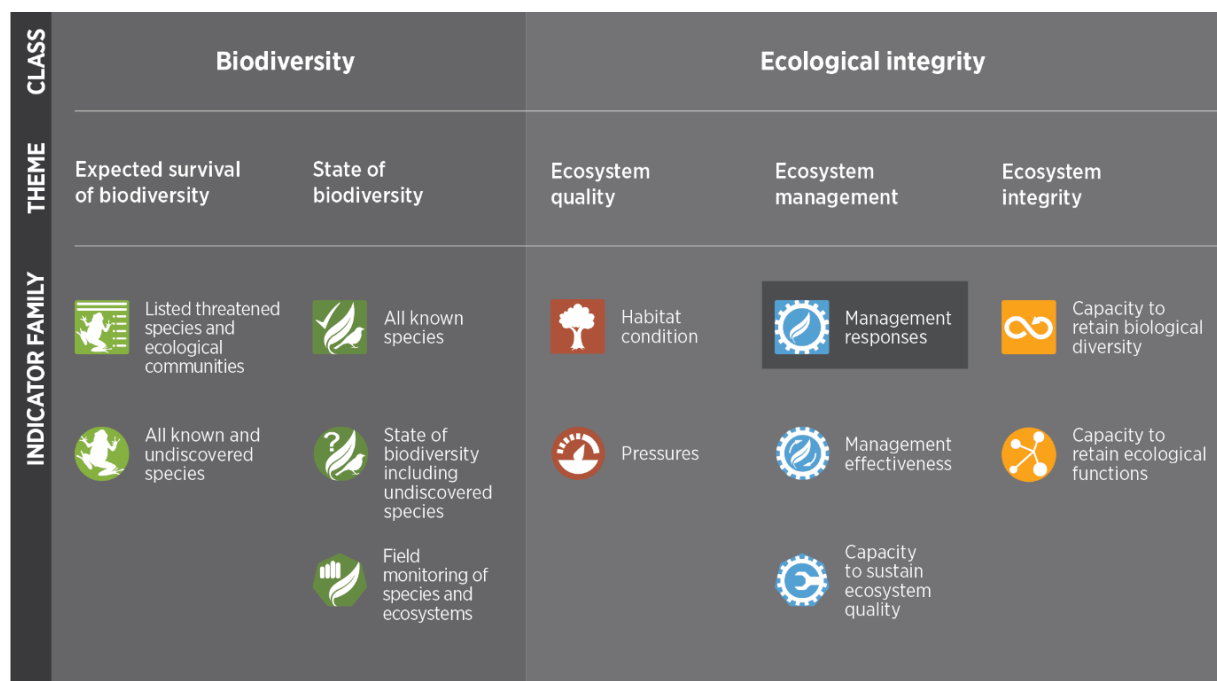 CLASS
Biodiversity
Ecological integrity
THEME
Expected survival
of biodiversity
State of
biodiversity
Ecosystem
quality
Ecosystem
management
Ecosystem
integrity
INDICATOR FAMILY
Listed threatened
species and
ecological
communities
All known
species
Habitat
condition
Management
responses
Capacity to
retain biological
diversity
All known and
undiscovered
species
?
State of
biodiversity
including
undiscovered
species
Pressures
Management
effectiveness
Capacity to
retain ecological
functions
Field
monitoring of
species and
ecosystems
Capacity
to sustain
ecosystem
quality